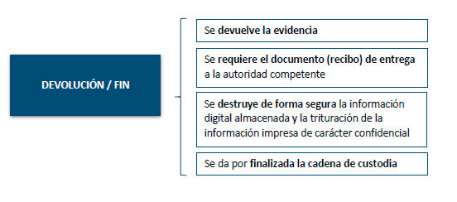 DEVOLUCIÓN / FIN
Se devuelve la evidencia
Se requiere el documento (recibo) de entrega
a la autoridad competente
Se destruye de forma segura la información
digital almacenada y la trituración de la
información impresa de carácter confidencial
Se da por finalizada la cadena de custodia